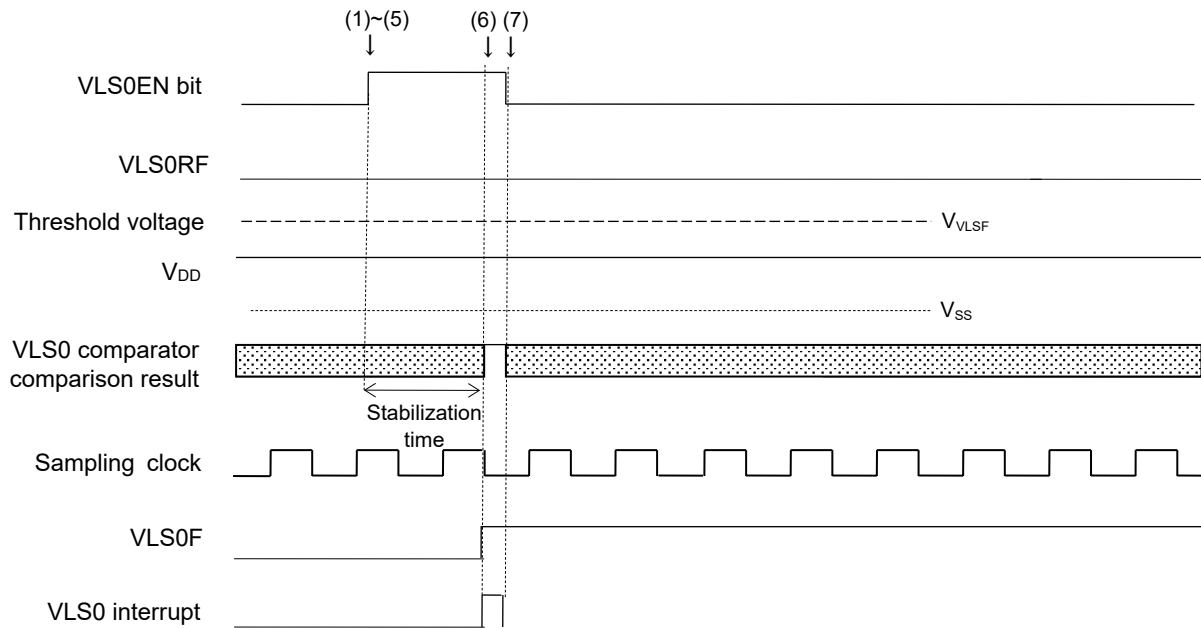 (1)~(5) (6) (7)
VLS0EN bit
VLS0RF
Threshold voltage VVLSF
VDD
VSS
VLS0 comparator
comparison result
Stabilization
time
Sampling clock
VLS0F
VLS0 interrupt